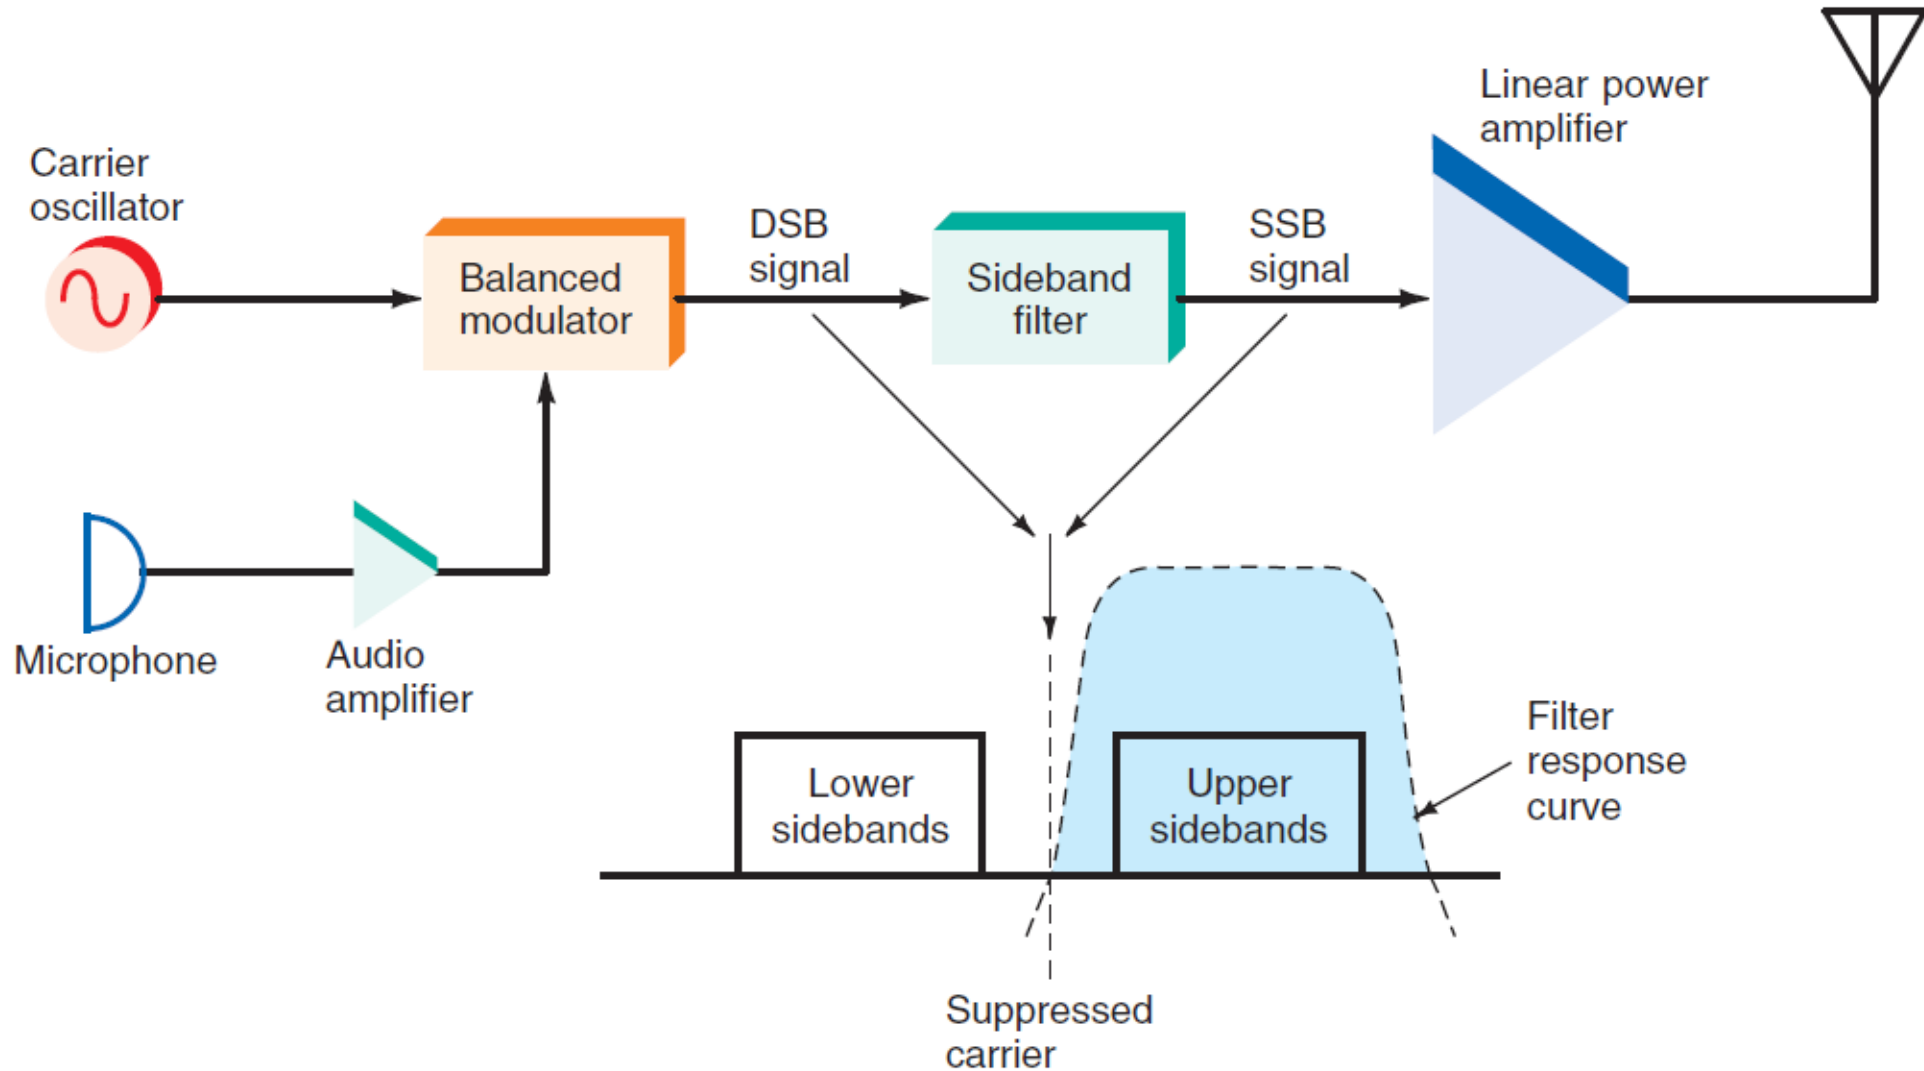 Linear power
amplifier
Carrier
oscillator
DSB
signal
SSB
signal
Balanced
modulator
Sideband
filter
Microphone
Audio
amplifier
Filter
response
curve
Lower
sidebands
Upper
sidebands
Suppressed
carrier